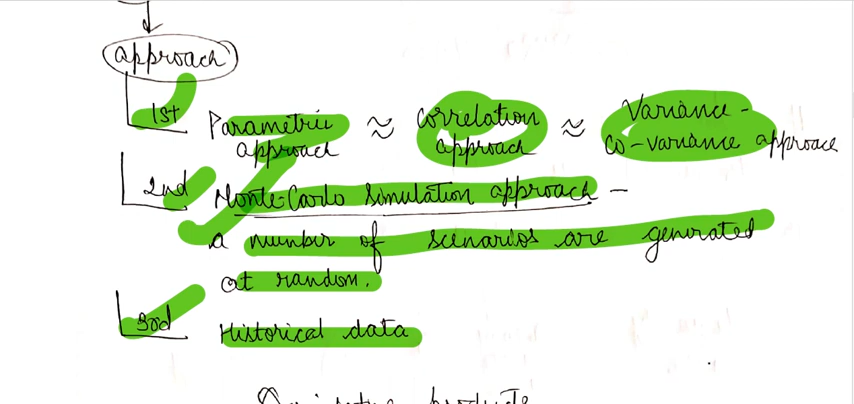 approach
1st Parametric approach ≈ Correlation approach ≈ Variance - Co-variance approach
2nd Monte-Carlo Simulation approach –
a number of scenarios are generated
at random.
3rd Historical data
products